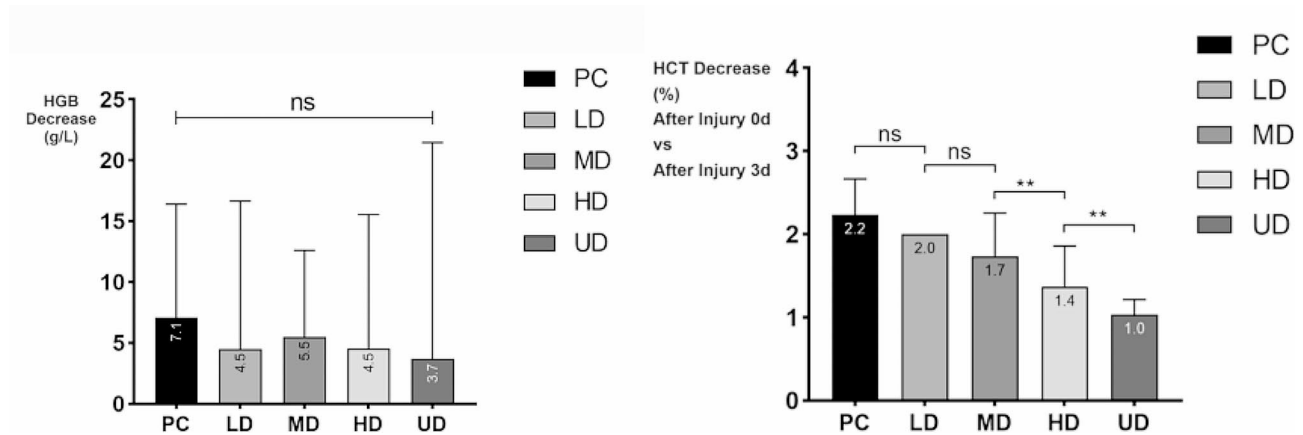 HGB
Decrease
(g/L)
25
20
15
10
5
0
ns
7.1
4.5
5.5
4.5
3.7
PC
LD
MD
HD
UD
PC
LD
MD
HD
UD
HCT Decrease
(%)
After Injury 0d
vs
After Injury 3d
4
3
2
1
0
ns
ns
**
**
2.2
2.0
1.7
1.4
1.0
PC
LD
MD
HD
UD
PC
LD
MD
HD
UD